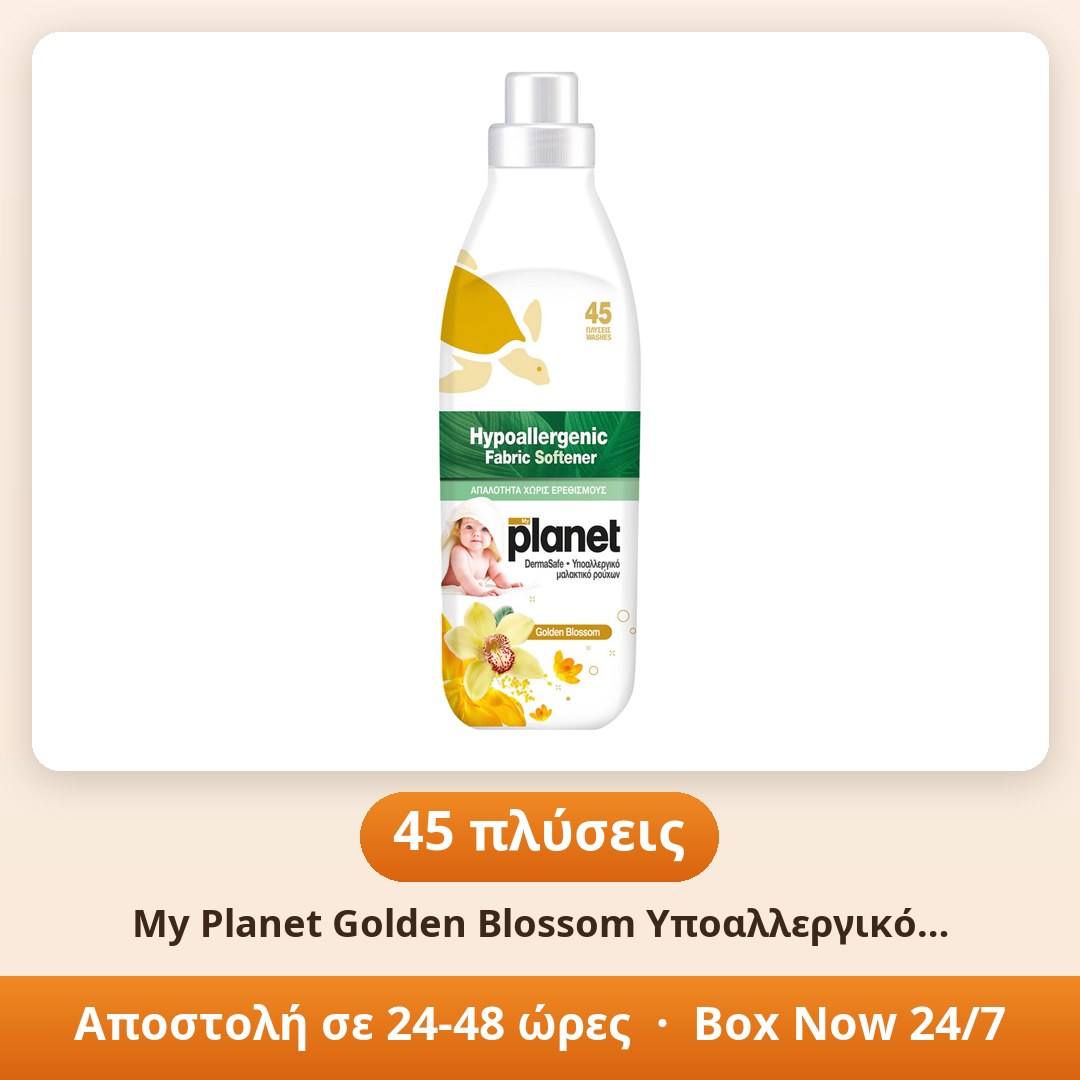 45
ΠΛΥΣΕΙΣ
WASHES
Hypoallergenic
Fabric Softener
ΑΠΑΛΟΤΗΤΑ ΧΩΡΙΣ ΕΡΕΘΙΣΜΟΥΣ
My
planet
DermaSafe • Υποαλλεργικό
μαλακτικό ρούχων
Golden Blossom
45 πλύσεις
My Planet Golden Blossom Υποαλλεργικό...
Αποστολή σε 24-48 ώρες · Box Now 24/7